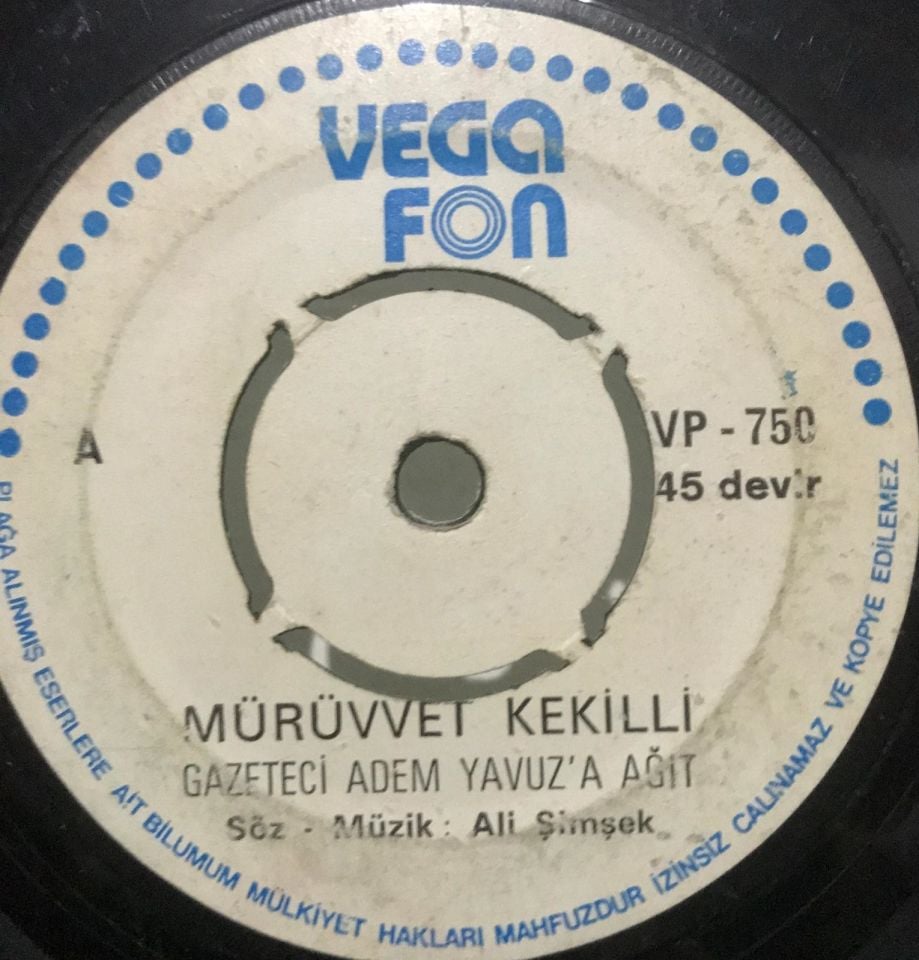 VEGA
FON
A
VP - 750
45 devir
MÜRÜVVET KEKİLLİ
GAZETECİ ADEM YAVUZ'A AĞIT
Söz - Müzik : Ali Şimşek
PLAĞA ALINMIŞ ESERLERE AİT BİLUMUM MÜLKİYET HAKLARI MAHFUZDUR İZİNSİZ ÇALINAMAZ VE KOPYE EDİLEMEZ